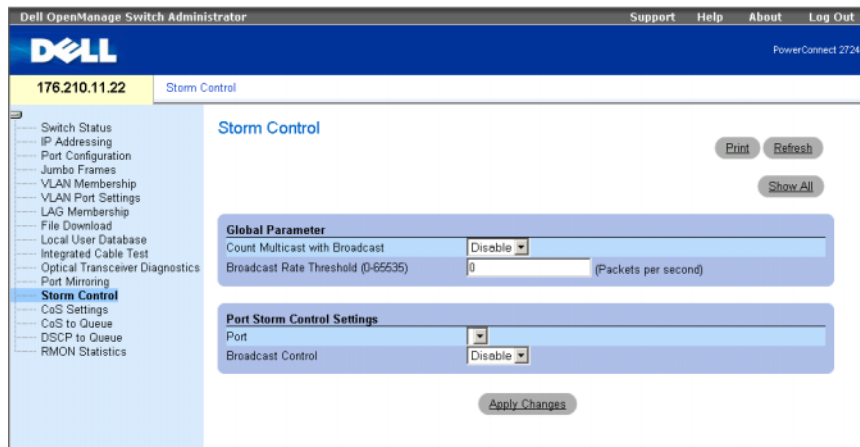 Dell OpenManage Switch Administrator
Support Help About Log Out
DELL
PowerConnect 2724
176.210.11.22
Storm Control
Switch Status
IP Addressing
Port Configuration
Jumbo Frames
VLAN Membership
VLAN Port Settings
LAG Membership
File Download
Local User Database
Integrated Cable Test
Optical Transceiver Diagnostics
Port Mirroring
Storm Control
CoS Settings
CoS to Queue
DSCP to Queue
RMON Statistics
Storm Control
Print Refresh
Show All
Global Parameter
Count Multicast with Broadcast Disable
Broadcast Rate Threshold (0-65535) 0 (Packets per second)
Port Storm Control Settings
Port
Broadcast Control Disable
Apply Changes